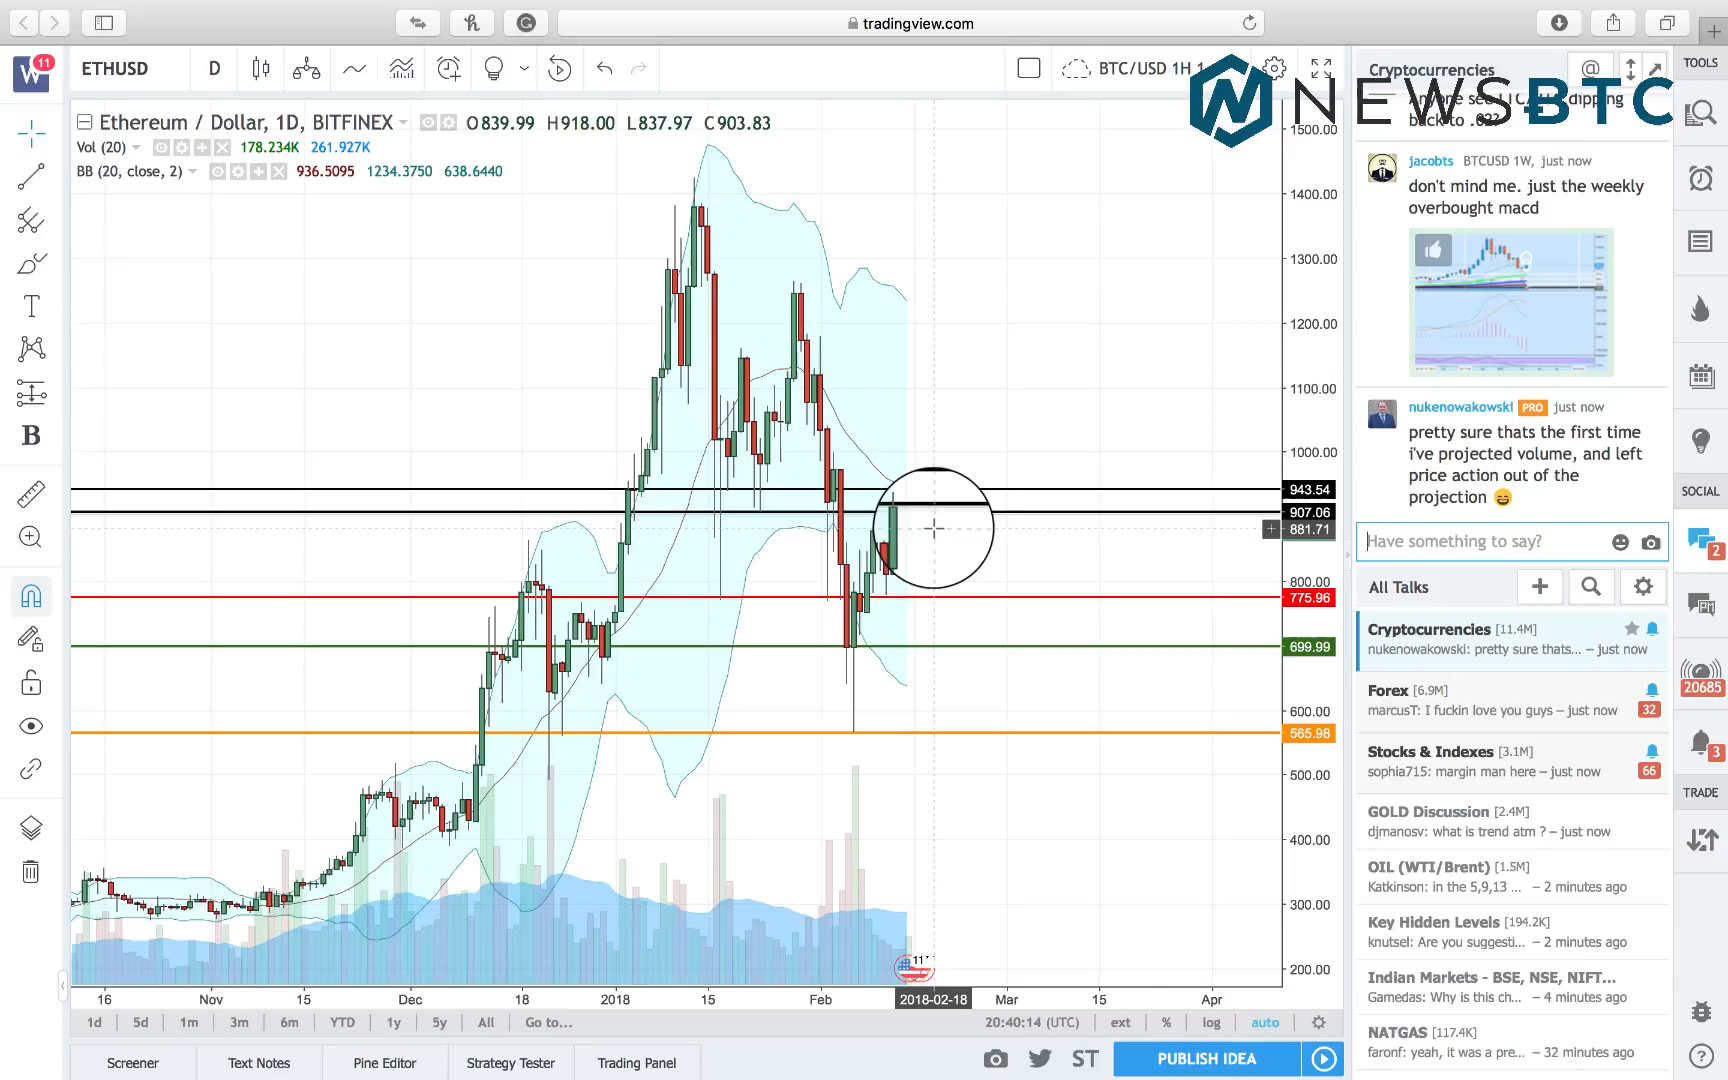 tradingview.com
W 11
ETHUSD
D
BTC/USD 1H 1
NEWSBTC
Ethereum / Dollar, 1D, BITFINEX
O839.99 H918.00 L837.97 C903.83
Vol (20) 178.234K 261.927K
BB (20, close, 2) 936.5095 1234.3750 638.6440
T
B
1500.00
1400.00
1300.00
1200.00
1100.00
1000.00
943.54
907.06
881.71
800.00
775.96
699.99
600.00
565.98
500.00
400.00
300.00
200.00
11
16 Nov 15 Dec 18 2018 15 Feb 2018-02-18 Mar 15 Apr
1d 5d 1m 3m 6m YTD 1y 5y All Go to...
20:40:14 (UTC) ext % log auto
Screener Text Notes Pine Editor Strategy Tester Trading Panel
ST
PUBLISH IDEA
Cryptocurrencies
@
Anyone see dipping
back to .02?
jacobts BTCUSD 1W, just now
don't mind me. just the weekly
overbought macd
nukenowakowski PRO just now
pretty sure thats the first time
i've projected volume, and left
price action out of the
projection
Have something to say?
All Talks
Cryptocurrencies [11.4M]
nukenowakowski: pretty sure thats... – just now
Forex [6.9M]
marcusT: I fuckin love you guys – just now 32
Stocks & Indexes [3.1M]
sophia715: margin man here – just now 66
GOLD Discussion [2.4M]
djmanosv: what is trend atm ? – just now
OIL (WTI/Brent) [1.5M]
Katkinson: in the 5,9,13 ... – 2 minutes ago
Key Hidden Levels [194.2K]
knutsel: Are you suggesti... – 2 minutes ago
Indian Markets - BSE, NSE, NIFT...
Gamedas: Why is this ch... – 4 minutes ago
NATGAS [117.4K]
faronf: yeah, it was a pre... – 32 minutes ago
TOOLS
SOCIAL
2
PM
20685
3
TRADE
?